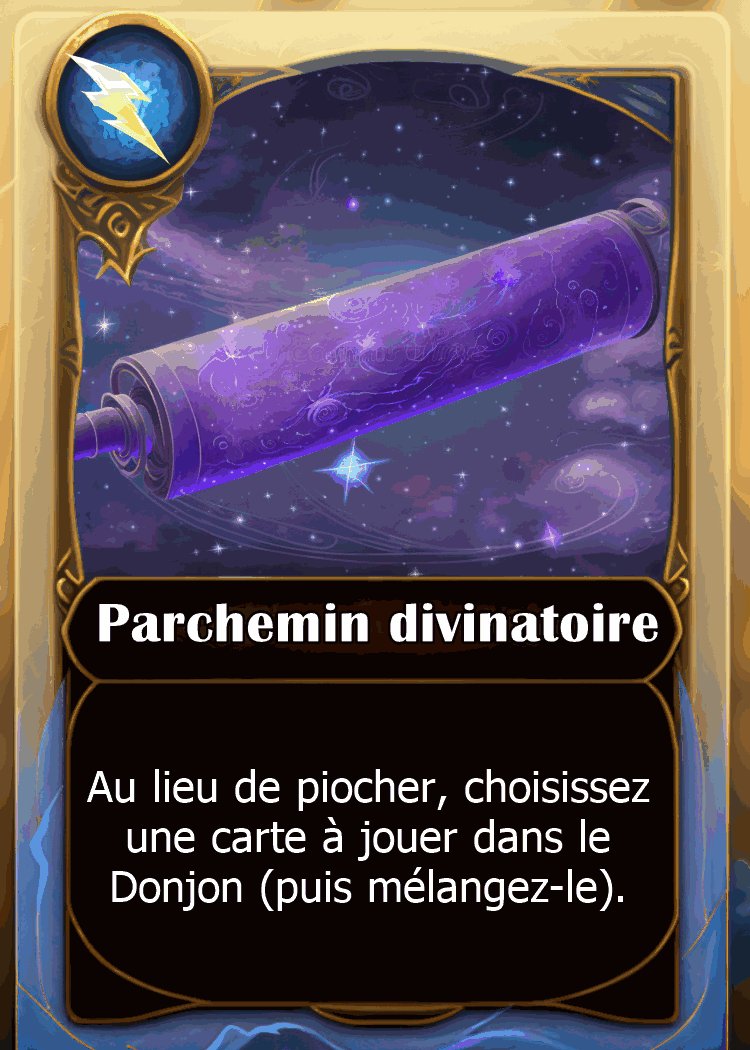 Parchemin divinatoire
Au lieu de piocher, choisissez
une carte à jouer dans le
Donjon (puis mélangez-le).